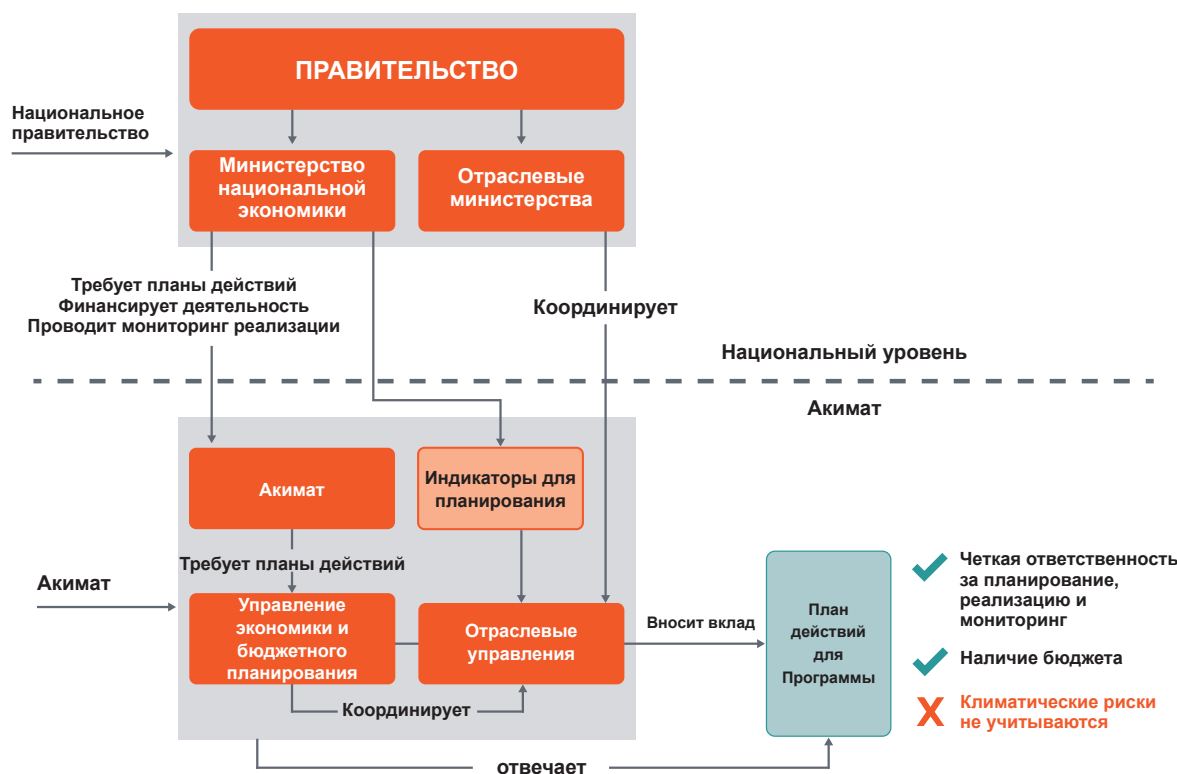 ПРАВИТЕЛЬСТВО
Национальное
правительство
Министерство
национальной
экономики
Отраслевые
министерства
Требует планы действий
Финансирует деятельность
Проводит мониторинг реализации
Координирует
Национальный уровень
Акимат
Акимат
Индикаторы для
планирования
Требует планы действий
Акимат
Управление
экономики и
бюджетного
планирования
Отраслевые
управления
Вносит вклад
План
действий
для
Программы
Координирует
отвечает
Четкая ответственность
за планирование,
реализацию и
мониторинг
Наличие бюджета
Климатические риски
не учитываются